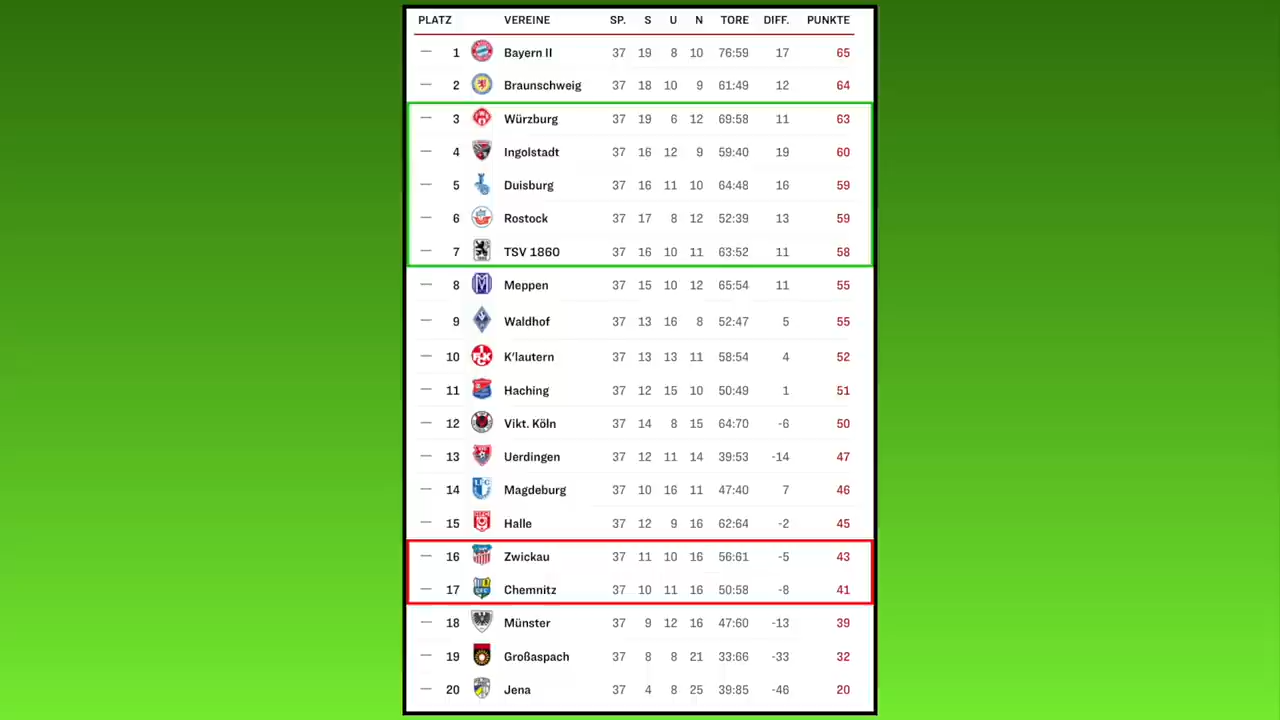 PLATZ VEREINE SP. S U N TORE DIFF. PUNKTE
— 1 Bayern II 37 19 8 10 76:59 17 65
— 2 Braunschweig 37 18 10 9 61:49 12 64
— 3 Würzburg 37 19 6 12 69:58 11 63
— 4 Ingolstadt 37 16 12 9 59:40 19 60
— 5 Duisburg 37 16 11 10 64:48 16 59
— 6 Rostock 37 17 8 12 52:39 13 59
— 7 TSV 1860 37 16 10 11 63:52 11 58
— 8 Meppen 37 15 10 12 65:54 11 55
— 9 Waldhof 37 13 16 8 52:47 5 55
— 10 K'lautern 37 13 13 11 58:54 4 52
— 11 Haching 37 12 15 10 50:49 1 51
— 12 Vikt. Köln 37 14 8 15 64:70 -6 50
— 13 Uerdingen 37 12 11 14 39:53 -14 47
— 14 Magdeburg 37 10 16 11 47:40 7 46
— 15 Halle 37 12 9 16 62:64 -2 45
— 16 Zwickau 37 11 10 16 56:61 -5 43
— 17 Chemnitz 37 10 11 16 50:58 -8 41
— 18 Münster 37 9 12 16 47:60 -13 39
— 19 Großaspach 37 8 8 21 33:66 -33 32
— 20 Jena 37 4 8 25 39:85 -46 20